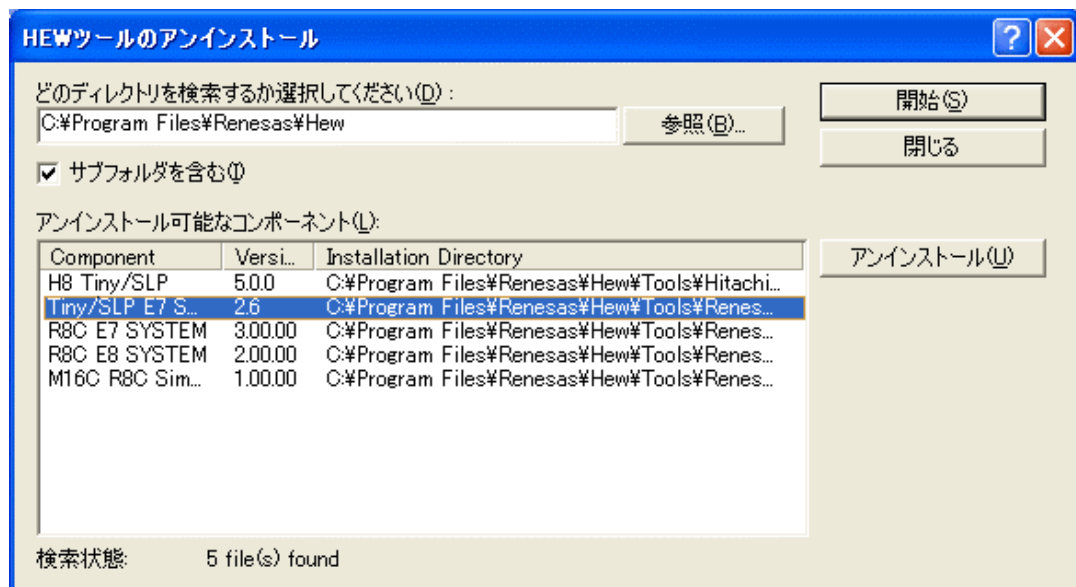 HEWツールのアンインストール
どのディレクトリを検索するか選択してください(D) :
C:¥Program Files¥Renesas¥Hew
参照(B)...
開始(S)
閉じる
サブフォルダを含む(I)
アンインストール可能なコンポーネント(L):
Component Versi... Installation Directory
H8 Tiny/SLP 5.0.0 C:¥Program Files¥Renesas¥Hew¥Tools¥Hitachi...
Tiny/SLP E7 S... 2.6 C:¥Program Files¥Renesas¥Hew¥Tools¥Renes...
R8C E7 SYSTEM 3.00.00 C:¥Program Files¥Renesas¥Hew¥Tools¥Renes...
R8C E8 SYSTEM 2.00.00 C:¥Program Files¥Renesas¥Hew¥Tools¥Renes...
M16C R8C Sim... 1.00.00 C:¥Program Files¥Renesas¥Hew¥Tools¥Renes...
アンインストール(U)
検索状態: 5 file(s) found